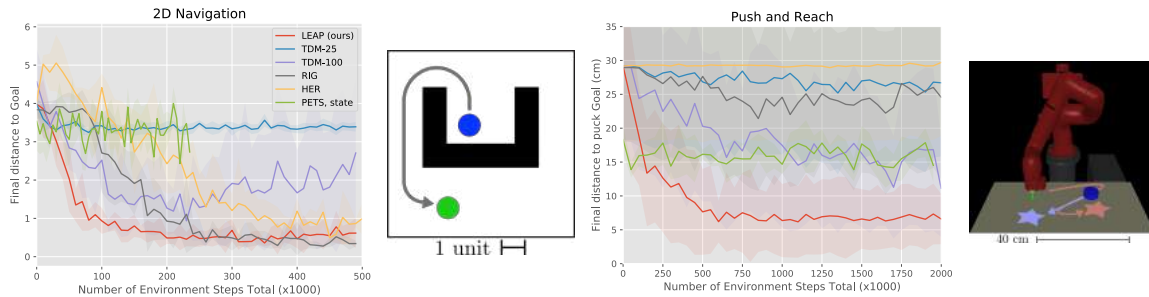 2D Navigation
Final distance to Goal
6
5
4
3
2
1
0
LEAP (ours)
TDM-25
TDM-100
RIG
HER
PETS, state
0 100 200 300 400 500
Number of Environment Steps Total (x1000)
1 unit
Push and Reach
Final distance to puck Goal (cm)
35
30
25
20
15
10
5
0
0 250 500 750 1000 1250 1500 1750 2000
Number of Environment Steps Total (x1000)
40 cm